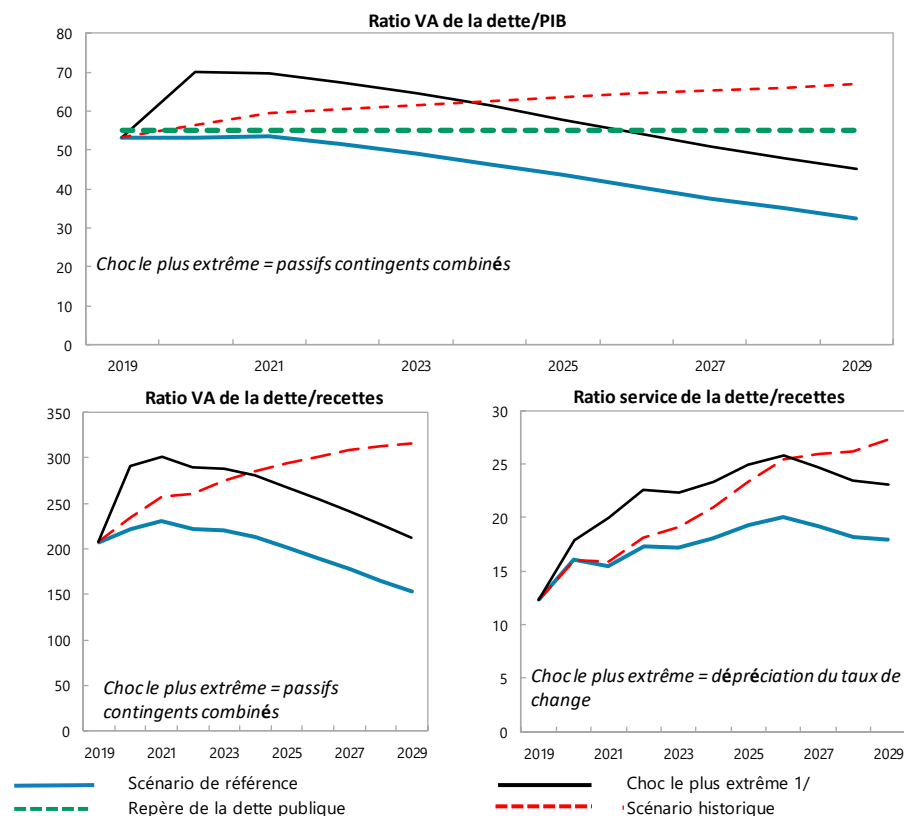 Ratio VA de la dette/PIB
80
70
60
50
40
30
20
10
0
Choc le plus extrême = passifs contingents combinés
2019 2021 2023 2025 2027 2029
Ratio VA de la dette/recettes
350
300
250
200
150
100
50
0
Choc le plus extrême = passifs
contingents combinés
2019 2021 2023 2025 2027 2029
Ratio service de la dette/recettes
30
25
20
15
10
5
0
Choc le plus extrême = dépréciation du taux de
change
2019 2021 2023 2025 2027 2029
Scénario de référence
Choc le plus extrême 1/
Repère de la dette publique
Scénario historique